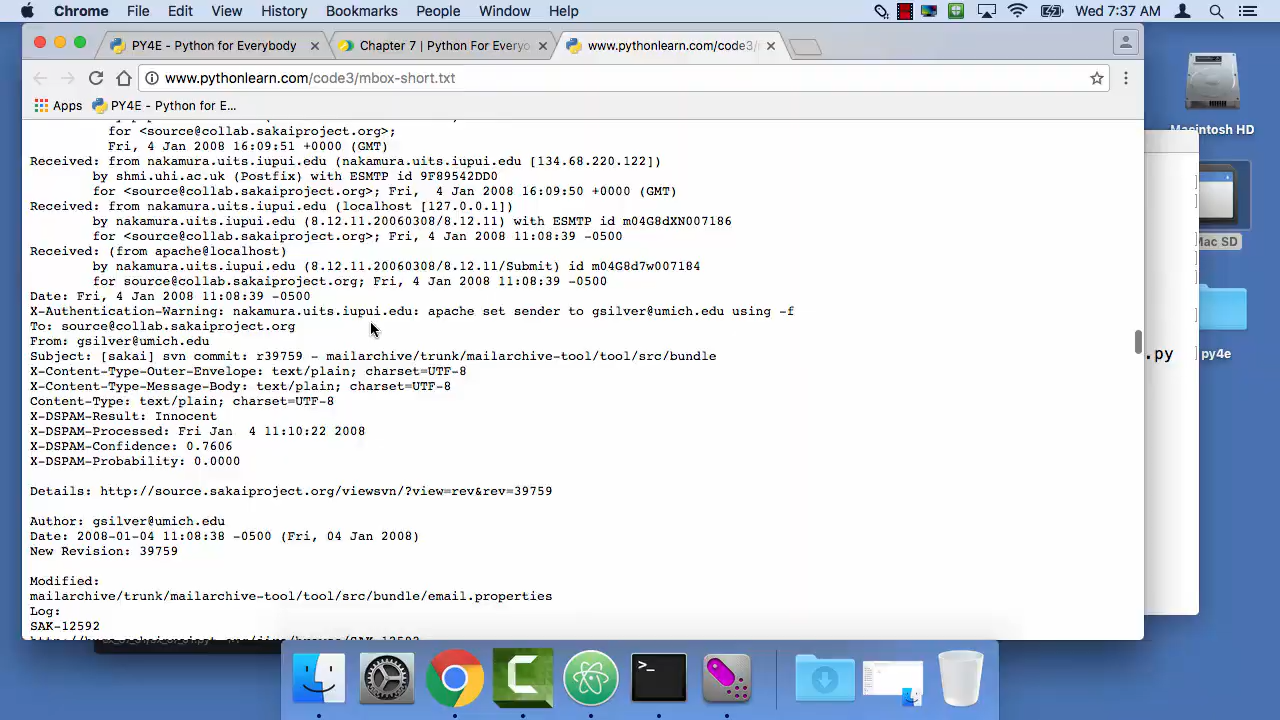 Chrome File Edit View History Bookmarks People Window Help Wed 7:37 AM
PY4E - Python for Everybody
Chapter 7 | Python For Everyo
www.pythonlearn.com/code3/
www.pythonlearn.com/code3/mbox-short.txt
Apps PY4E - Python for E...
for <source@collab.sakaiproject.org>;
Fri, 4 Jan 2008 16:09:51 +0000 (GMT)
Received: from nakamura.uits.iupui.edu (nakamura.uits.iupui.edu [134.68.220.122])
by shmi.uhi.ac.uk (Postfix) with ESMTP id 9F89542DD0
for <source@collab.sakaiproject.org>; Fri,  4 Jan 2008 16:09:50 +0000 (GMT)
Received: from nakamura.uits.iupui.edu (localhost [127.0.0.1])
by nakamura.uits.iupui.edu (8.12.11.20060308/8.12.11) with ESMTP id m04G8dXN007186
for <source@collab.sakaiproject.org>; Fri, 4 Jan 2008 11:08:39 -0500
Received: (from apache@localhost)
by nakamura.uits.iupui.edu (8.12.11.20060308/8.12.11/Submit) id m04G8d7w007184
for source@collab.sakaiproject.org; Fri, 4 Jan 2008 11:08:39 -0500
Date: Fri, 4 Jan 2008 11:08:39 -0500
X-Authentication-Warning: nakamura.uits.iupui.edu: apache set sender to gsilver@umich.edu using -f
To: source@collab.sakaiproject.org
From: gsilver@umich.edu
Subject: [sakai] svn commit: r39759 - mailarchive/trunk/mailarchive-tool/tool/src/bundle
X-Content-Type-Outer-Envelope: text/plain; charset=UTF-8
X-Content-Type-Message-Body: text/plain; charset=UTF-8
Content-Type: text/plain; charset=UTF-8
X-DSPAM-Result: Innocent
X-DSPAM-Processed: Fri Jan  4 11:10:22 2008
X-DSPAM-Confidence: 0.7606
X-DSPAM-Probability: 0.0000
Details: http://source.sakaiproject.org/viewsvn/?view=rev&rev=39759
Author: gsilver@umich.edu
Date: 2008-01-04 11:08:38 -0500 (Fri, 04 Jan 2008)
New Revision: 39759
Modified:
mailarchive/trunk/mailarchive-tool/tool/src/bundle/email.properties
Log:
SAK-12592
Macintosh HD
Mac SD
.py
py4e